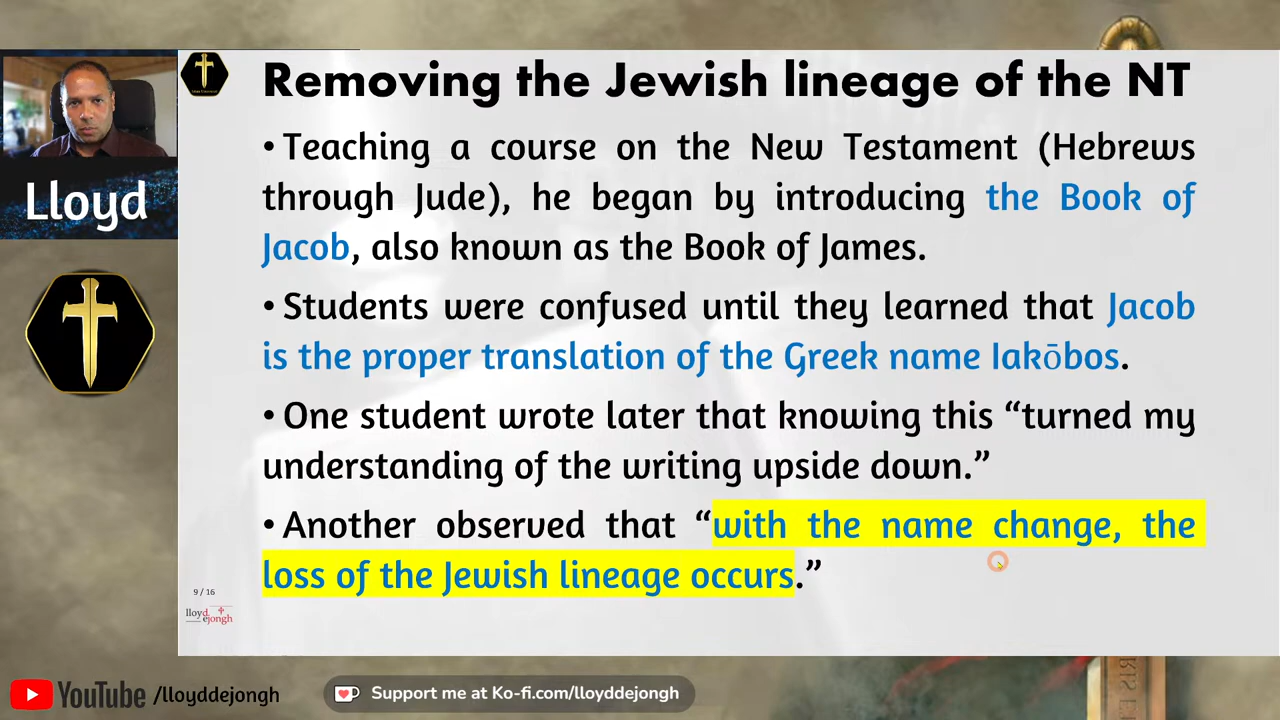 Removing the Jewish lineage of the NT
Lloyd
• Teaching a course on the New Testament (Hebrews
through Jude), he began by introducing the Book of
Jacob, also known as the Book of James.
• Students were confused until they learned that Jacob
is the proper translation of the Greek name Iakōbos.
• One student wrote later that knowing this “turned my
understanding of the writing upside down.”
• Another observed that “with the name change, the
loss of the Jewish lineage occurs.”
9 / 16
lloyd
ejongh
YouTube /lloyddejongh
Support me at Ko-fi.com/lloyddejongh